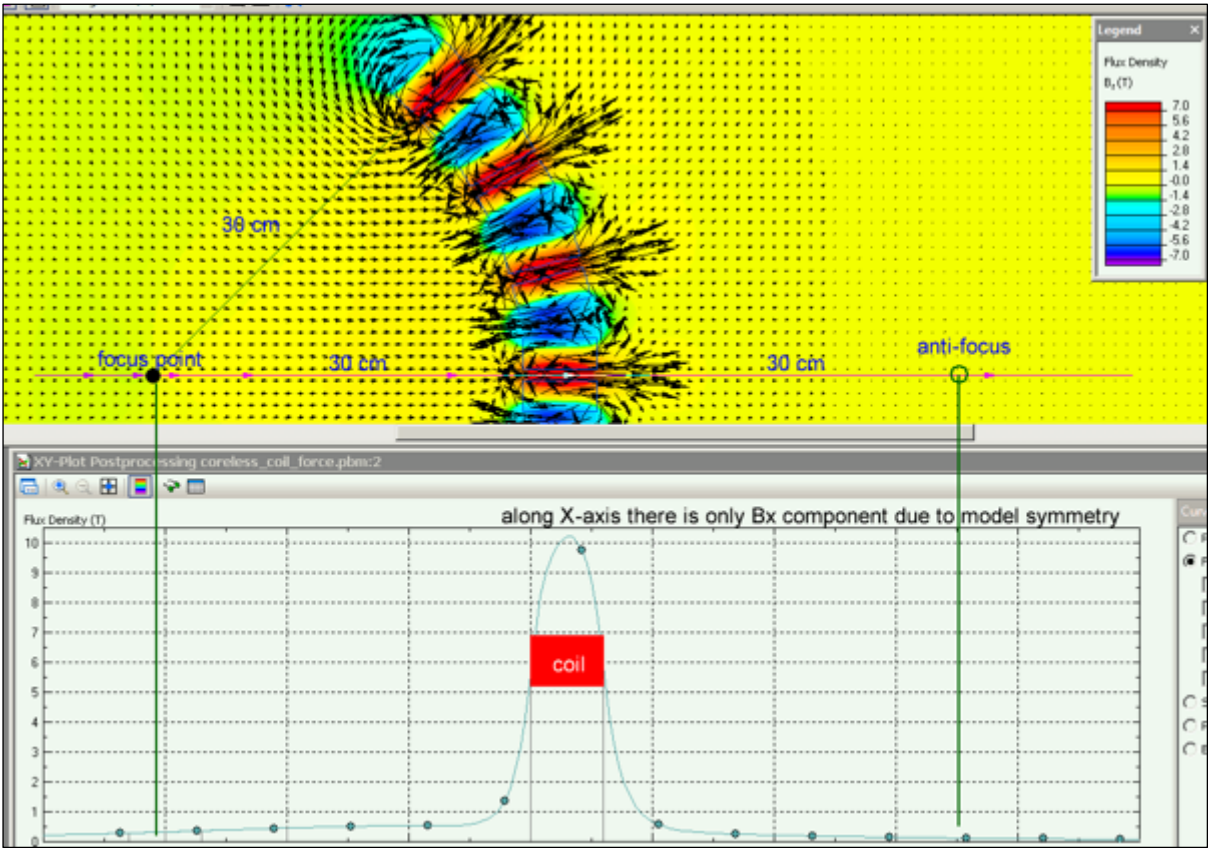 Legend ×
Flux Density
Bz (T)
7.0
5.6
4.2
2.8
1.4
-0.0
-1.4
-2.8
-4.2
-5.6
-7.0
30 cm
focus point
30 cm
30 cm
anti-focus
XY-Plot Postprocessing coreless_coil_force.pbm:2
Flux Density (T)
along X-axis there is only Bx component due to model symmetry
10
9
8
7
6
5
4
3
2
1
0
coil